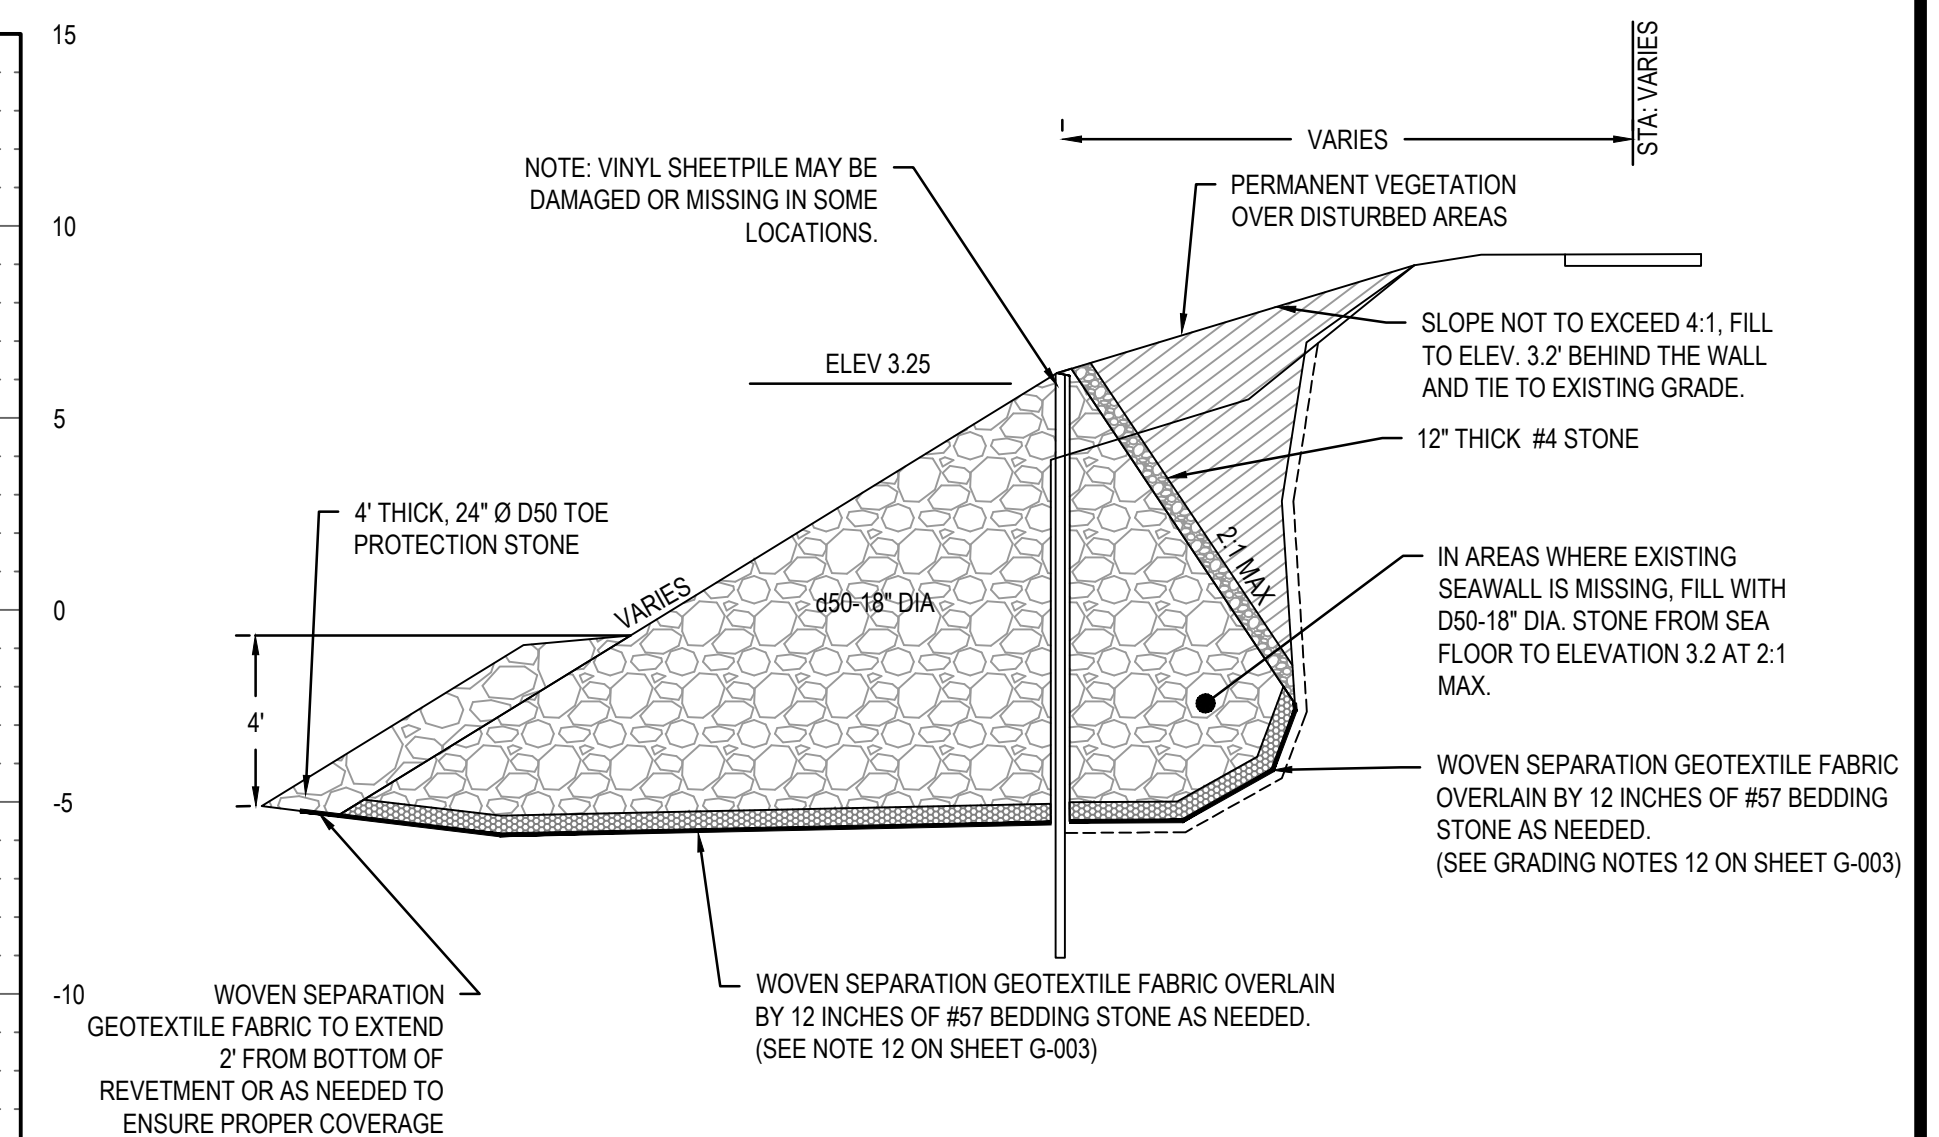 15
10
5
0
-5
-10
STA: VARIES
VARIES
NOTE: VINYL SHEETPILE MAY BE
DAMAGED OR MISSING IN SOME
LOCATIONS.
PERMANENT VEGETATION
OVER DISTURBED AREAS
ELEV 3.25
SLOPE NOT TO EXCEED 4:1, FILL
TO ELEV. 3.2' BEHIND THE WALL
AND TIE TO EXISTING GRADE.
12" THICK #4 STONE
4' THICK, 24" Ø D50 TOE
PROTECTION STONE
2:1 MAX
VARIES
d50-18" DIA
IN AREAS WHERE EXISTING
SEAWALL IS MISSING, FILL WITH
D50-18" DIA. STONE FROM SEA
FLOOR TO ELEVATION 3.2 AT 2:1
MAX.
4'
WOVEN SEPARATION GEOTEXTILE FABRIC
OVERLAIN BY 12 INCHES OF #57 BEDDING
STONE AS NEEDED.
(SEE GRADING NOTES 12 ON SHEET G-003)
WOVEN SEPARATION GEOTEXTILE FABRIC OVERLAIN
BY 12 INCHES OF #57 BEDDING STONE AS NEEDED.
(SEE NOTE 12 ON SHEET G-003)
WOVEN SEPARATION
GEOTEXTILE FABRIC TO EXTEND
2' FROM BOTTOM OF
REVETMENT OR AS NEEDED TO
ENSURE PROPER COVERAGE